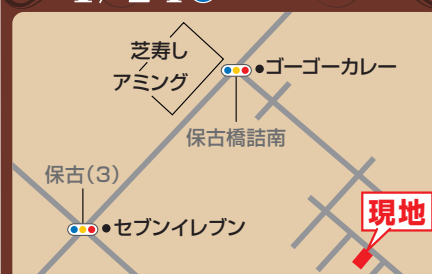 芝寿し
アミング
ゴーゴーカレー
保古橋詰南
保古(3)
セブンイレブン
現地